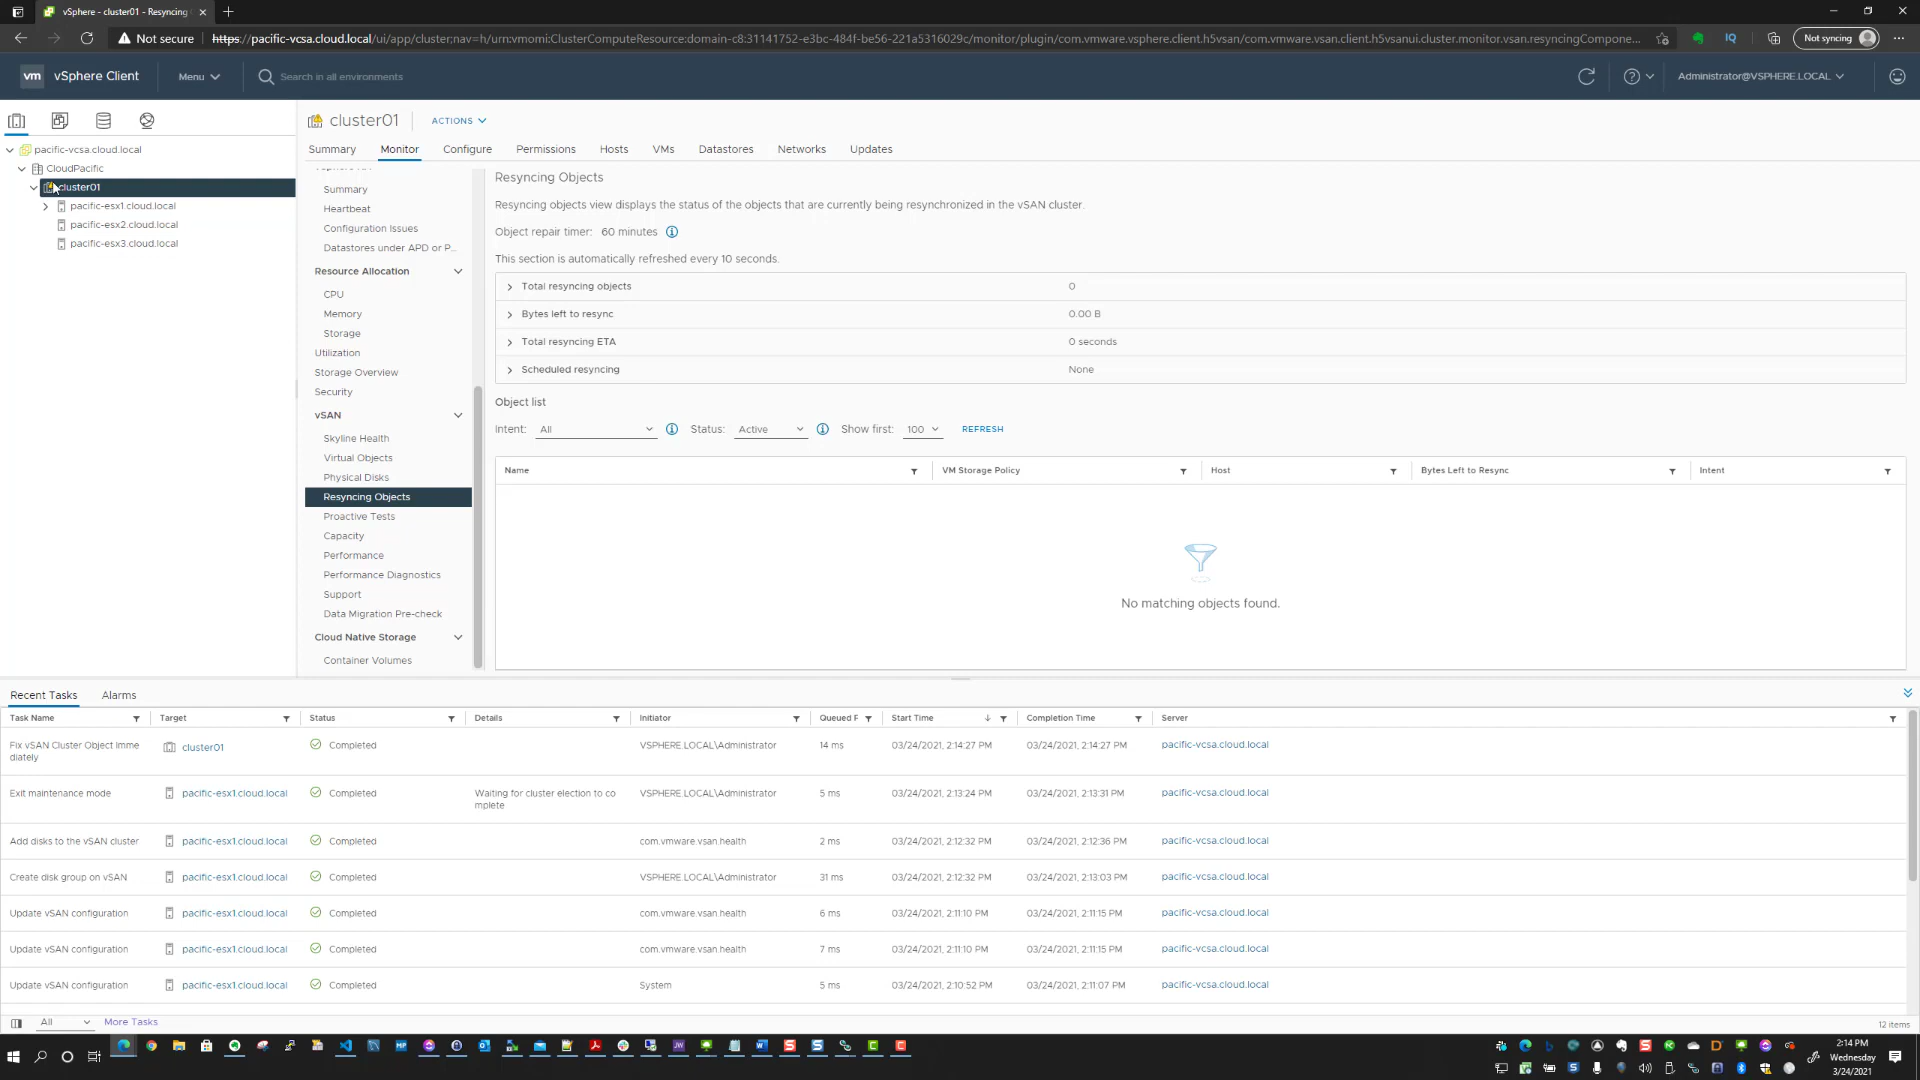 vSphere - cluster01 - Resyncing
Not secure
https://pacific-vcsa.cloud.local/ui/app/cluster;nav=h/urn:vmomi:ClusterComputeResource:domain-c8:31141752-e3bc-484f-be56-221a5316029c/monitor/plugin/com.vmware.vsphere.client.h5vsan/com.vmware.vsan.client.h5vsanui.cluster.monitor.vsan.resyncingCompone...
IQ
Not syncing
vm
vSphere Client
Menu
Search in all environments
Administrator@VSPHERE.LOCAL
pacific-vcsa.cloud.local
CloudPacific
cluster01
pacific-esx1.cloud.local
pacific-esx2.cloud.local
pacific-esx3.cloud.local
cluster01
ACTIONS
Summary
Monitor
Configure
Permissions
Hosts
VMs
Datastores
Networks
Updates
Summary
Heartbeat
Configuration Issues
Datastores under APD or P...
Resource Allocation
CPU
Memory
Storage
Utilization
Storage Overview
Security
vSAN
Skyline Health
Virtual Objects
Physical Disks
Resyncing Objects
Proactive Tests
Capacity
Performance
Performance Diagnostics
Support
Data Migration Pre-check
Cloud Native Storage
Container Volumes
Resyncing Objects
Resyncing objects view displays the status of the objects that are currently being resynchronized in the vSAN cluster.
Object repair timer: 60 minutes
This section is automatically refreshed every 10 seconds.
Total resyncing objects 0
Bytes left to resync 0.00 B
Total resyncing ETA 0 seconds
Scheduled resyncing None
Object list
Intent: All Status: Active Show first: 100 REFRESH
Name VM Storage Policy Host Bytes Left to Resync Intent
No matching objects found.
Recent Tasks Alarms
Task Name Target Status Details Initiator Queued F Start Time Completion Time Server
Fix vSAN Cluster Object Imme
diately
cluster01 Completed VSPHERE.LOCAL\Administrator 14 ms 03/24/2021, 2:14:27 PM 03/24/2021, 2:14:27 PM pacific-vcsa.cloud.local
Exit maintenance mode pacific-esx1.cloud.local Completed Waiting for cluster election to co
mplete
VSPHERE.LOCAL\Administrator 5 ms 03/24/2021, 2:13:24 PM 03/24/2021, 2:13:31 PM pacific-vcsa.cloud.local
Add disks to the vSAN cluster pacific-esx1.cloud.local Completed com.vmware.vsan.health 2 ms 03/24/2021, 2:12:32 PM 03/24/2021, 2:12:36 PM pacific-vcsa.cloud.local
Create disk group on vSAN pacific-esx1.cloud.local Completed VSPHERE.LOCAL\Administrator 31 ms 03/24/2021, 2:12:32 PM 03/24/2021, 2:13:03 PM pacific-vcsa.cloud.local
Update vSAN configuration pacific-esx1.cloud.local Completed com.vmware.vsan.health 6 ms 03/24/2021, 2:11:10 PM 03/24/2021, 2:11:15 PM pacific-vcsa.cloud.local
Update vSAN configuration pacific-esx1.cloud.local Completed com.vmware.vsan.health 7 ms 03/24/2021, 2:11:10 PM 03/24/2021, 2:11:15 PM pacific-vcsa.cloud.local
Update vSAN configuration pacific-esx1.cloud.local Completed System 5 ms 03/24/2021, 2:10:52 PM 03/24/2021, 2:11:07 PM pacific-vcsa.cloud.local
All More Tasks
12 items
2:14 PM
Wednesday
3/24/2021